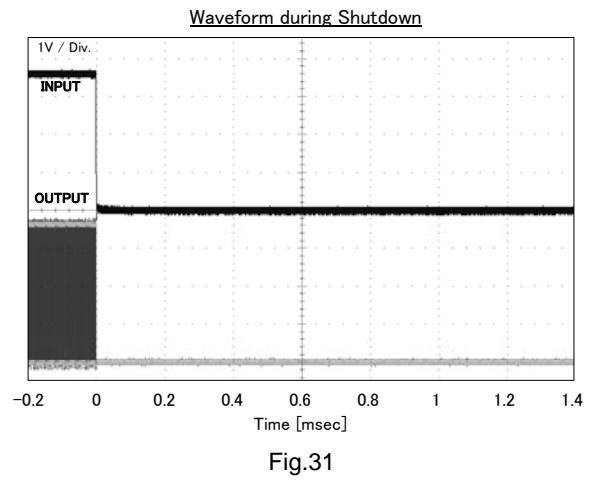 Waveform during Shutdown
1V / Div.
INPUT
OUTPUT
-0.2 0 0.2 0.4 0.6 0.8 1 1.2 1.4
Time [msec]
Fig.31